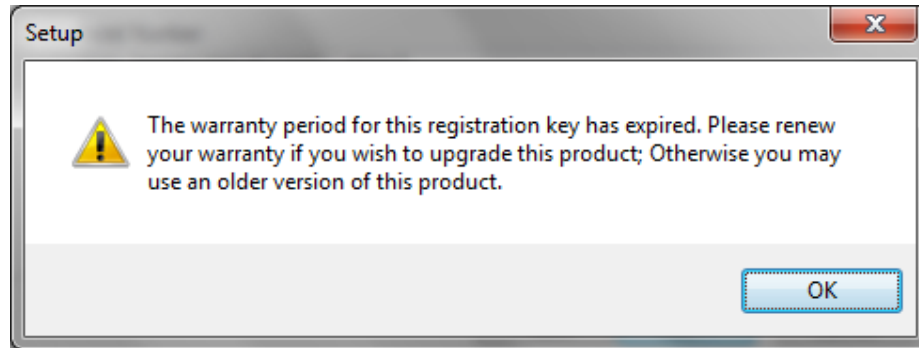 Setup
The warranty period for this registration key has expired. Please renew
your warranty if you wish to upgrade this product; Otherwise you may
use an older version of this product.
OK